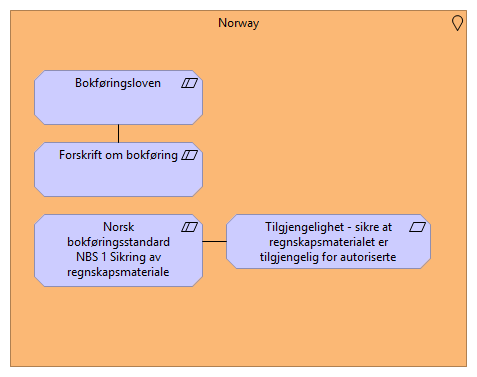 Norway
Bokføringsloven
Forskrift om bokføring
Norsk
bokføringsstandard
NBS 1 Sikring av
regnskapsmateriale
Tilgjengelighet - sikre at
regnskapsmaterialet er
tilgjengelig for autoriserte